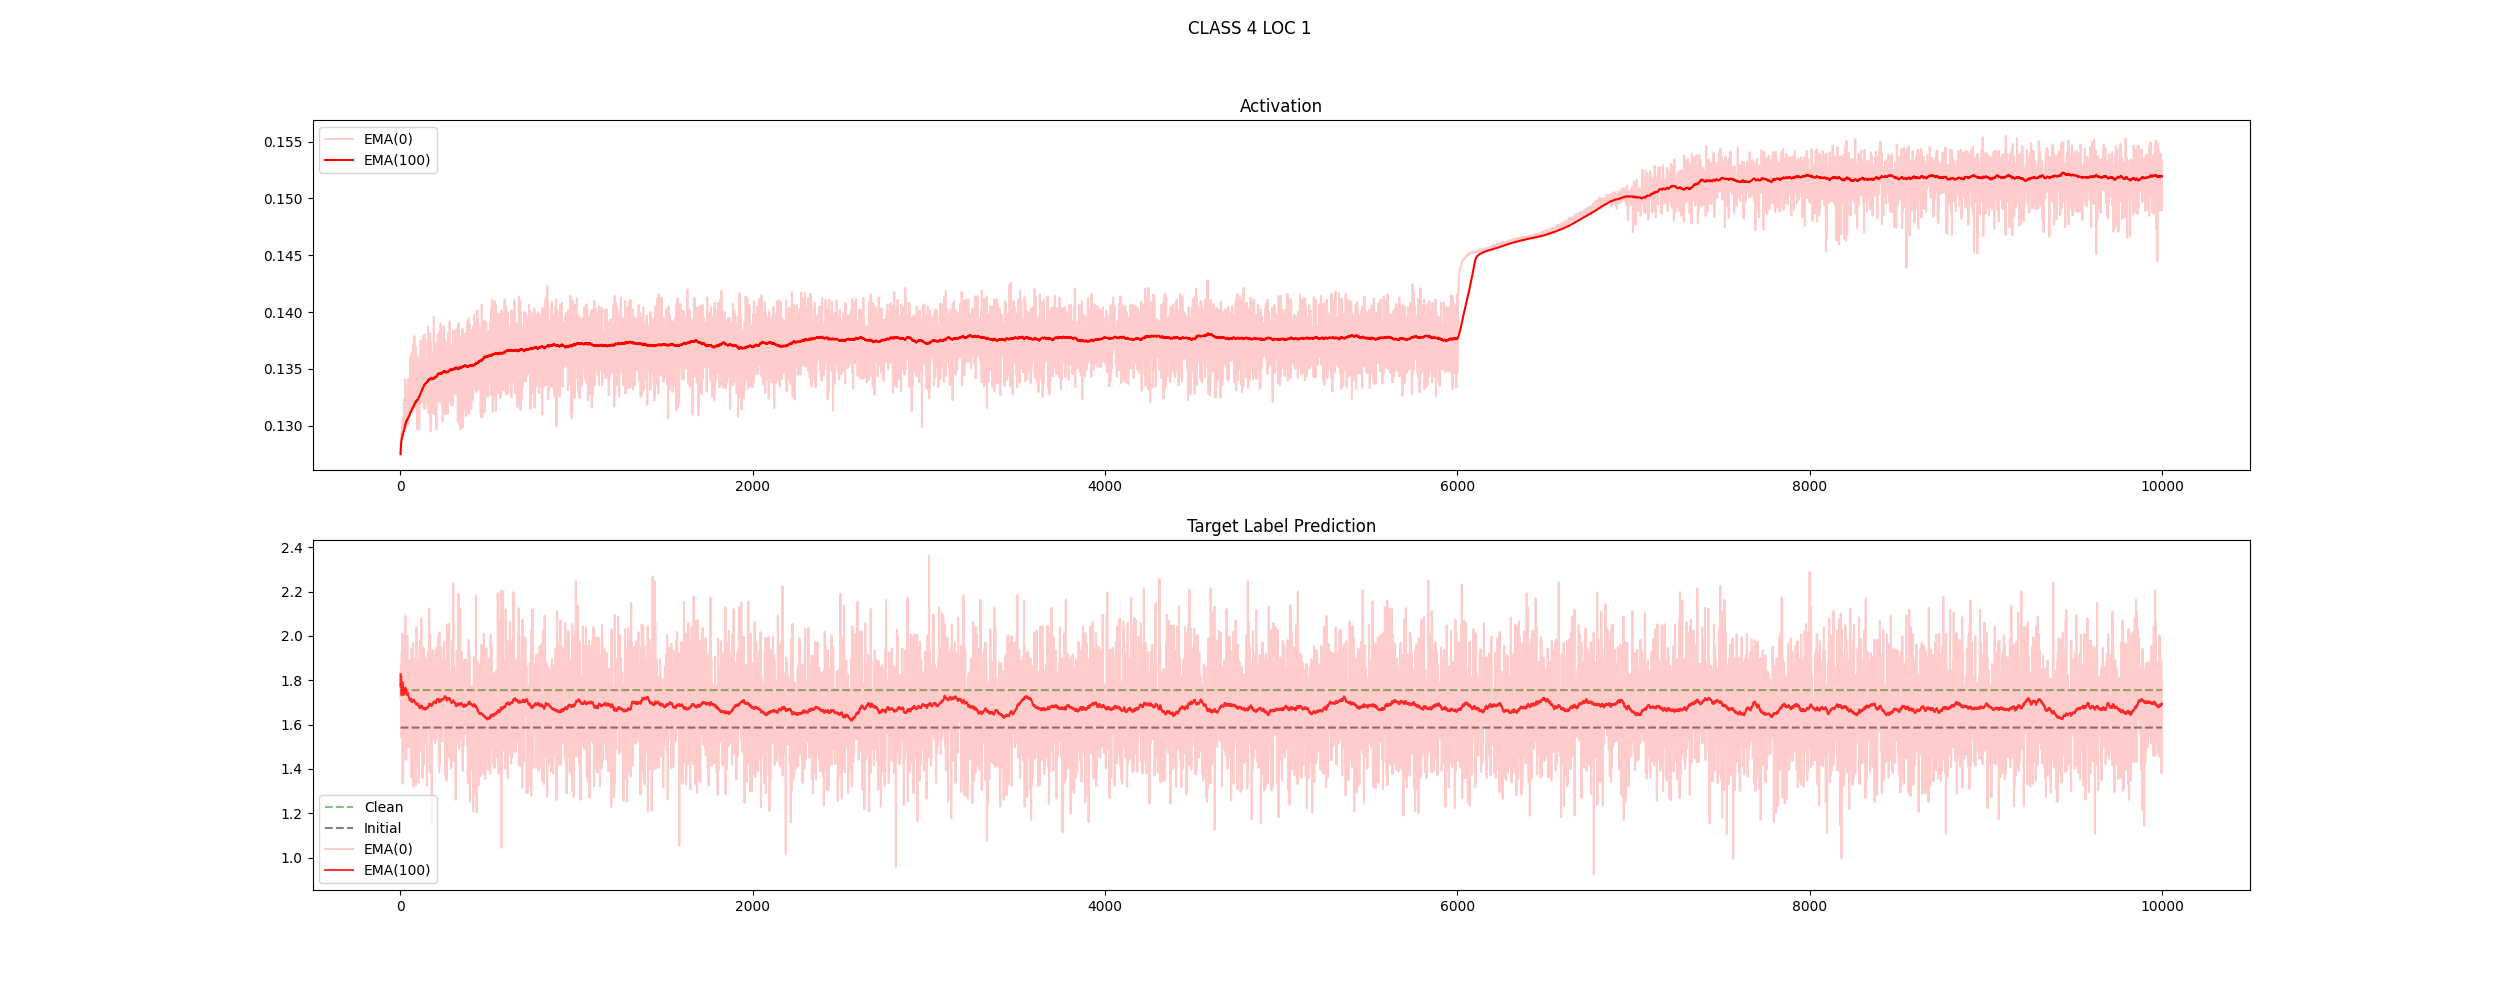 CLASS 4 LOC 1
Activation
EMA(0)
EMA(100)
0.155
0.150
0.145
0.140
0.135
0.130
0 2000 4000 6000 8000 10000
Target Label Prediction
2.4
2.2
2.0
1.8
1.6
1.4
1.2
1.0
Clean
Initial
EMA(0)
EMA(100)
0 2000 4000 6000 8000 10000